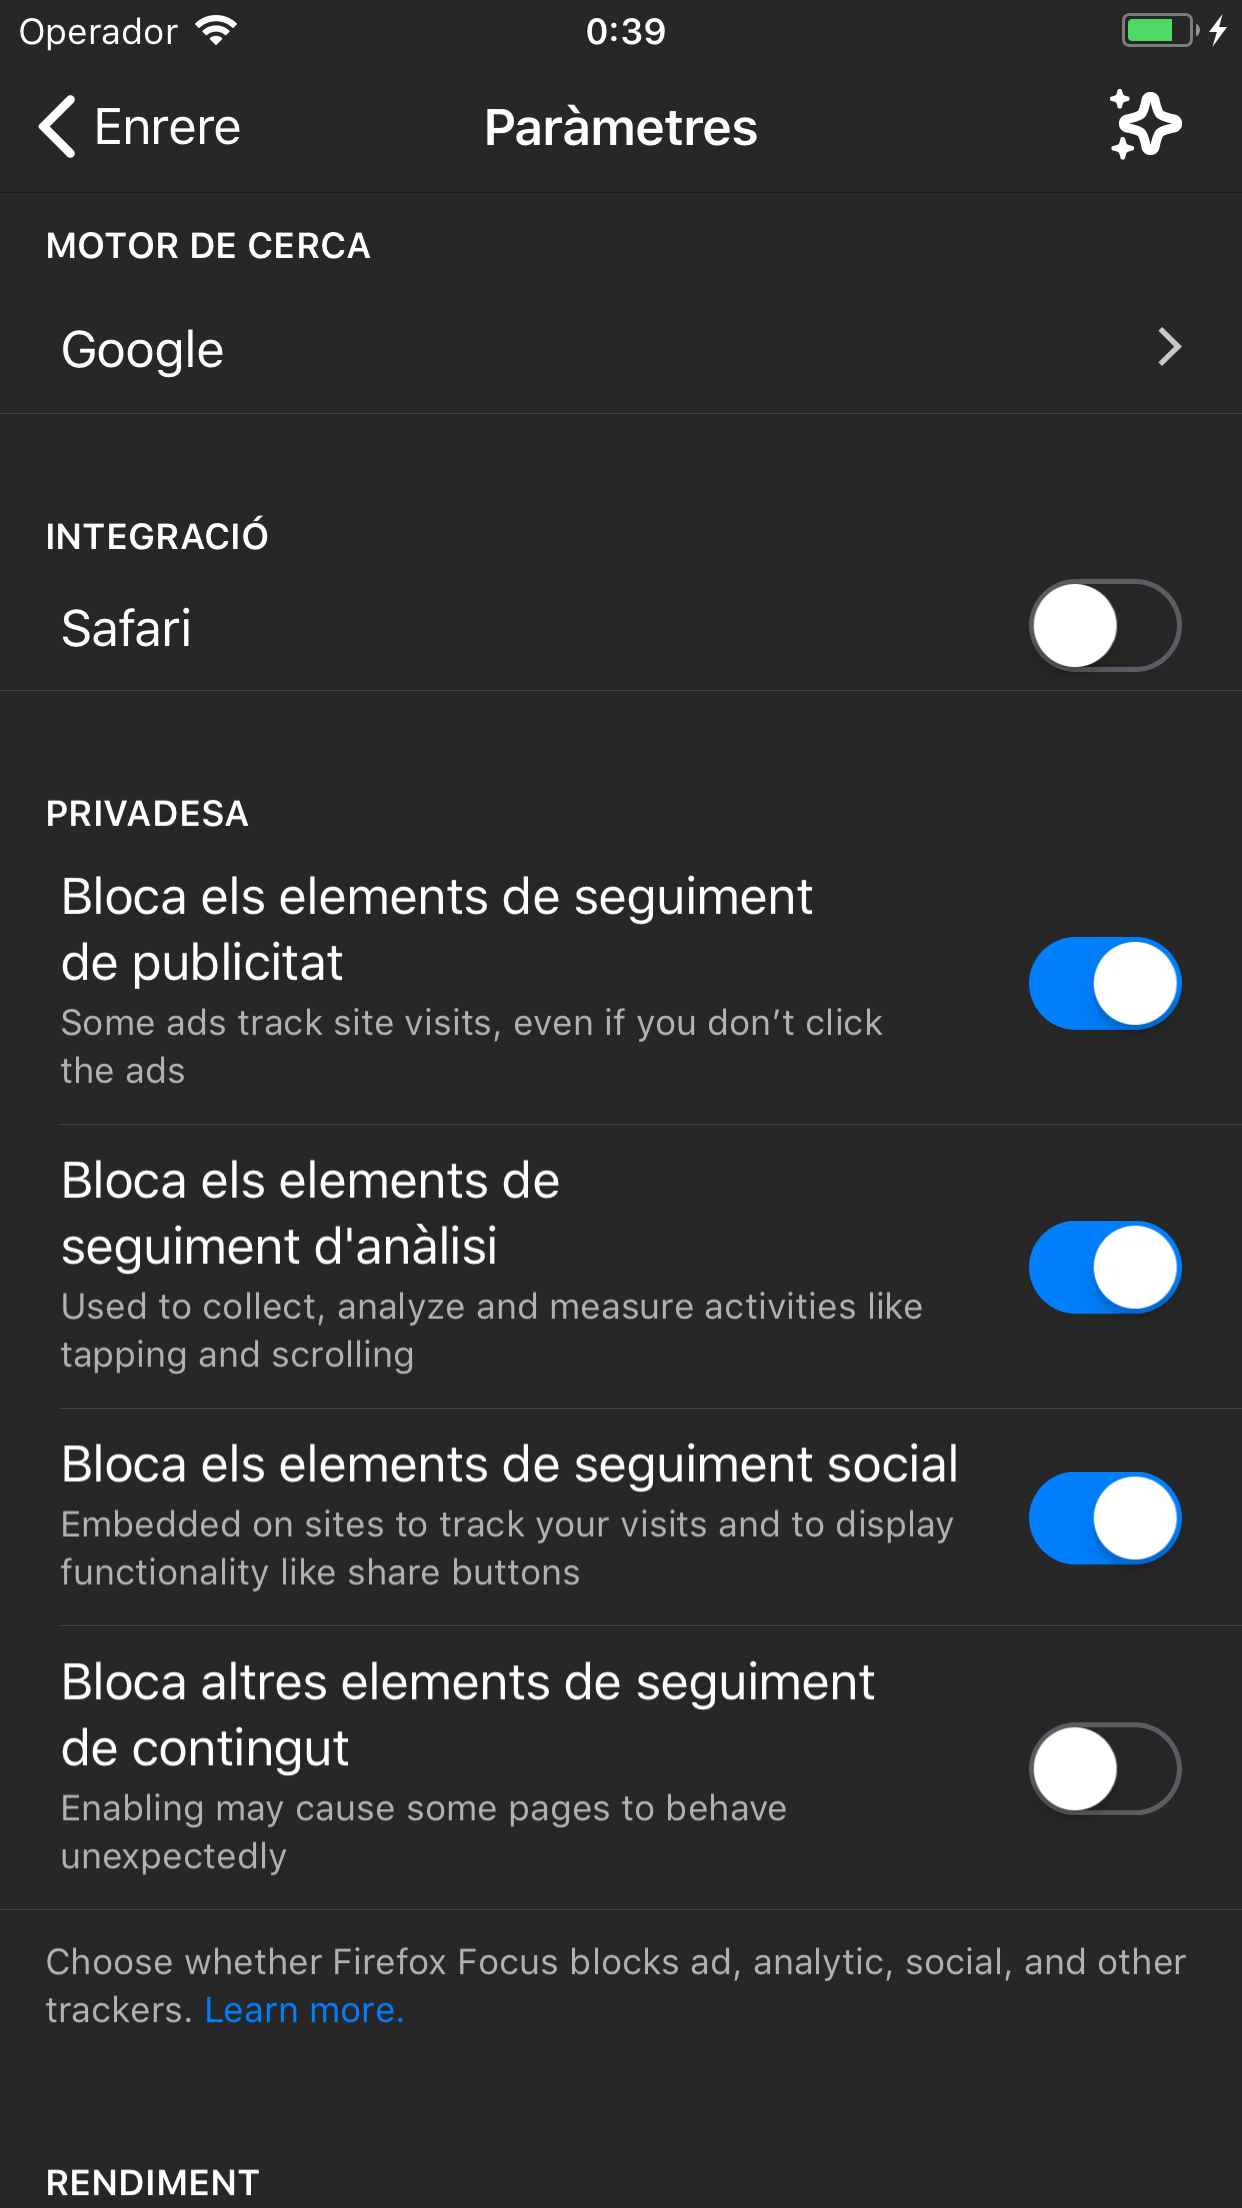 Operador 0:39
Enrere Paràmetres
MOTOR DE CERCA
Google
INTEGRACIÓ
Safari
PRIVADESA
Bloca els elements de seguiment
de publicitat
Some ads track site visits, even if you don’t click
the ads
Bloca els elements de
seguiment d'anàlisi
Used to collect, analyze and measure activities like
tapping and scrolling
Bloca els elements de seguiment social
Embedded on sites to track your visits and to display
functionality like share buttons
Bloca altres elements de seguiment
de contingut
Enabling may cause some pages to behave
unexpectedly
Choose whether Firefox Focus blocks ad, analytic, social, and other
trackers. Learn more.
RENDIMENT